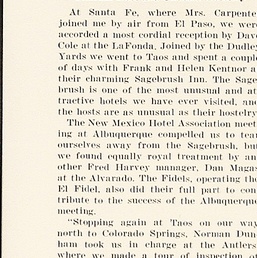 At Santa Fe, where Mrs. Carpente
joined me by air from El Paso, we wer
accorded a most cordial reception by Dav
Cole at the LaFonda. Joined by the Dudle
Yards we went to Taos and spent a coupl
of days with Frank and Helen Kentnor a
their charming Sagebrush Inn. The Sage
brush is one of the most unusual and at
tractive hotels we have ever visited, and
the hosts are as unusual as their hostelry
The New Mexico Hotel Association meet
ing at Albuquerque compelled us to tear
ourselves away from the Sagebrush, but
we found equally royal treatment by an
other Fred Harvey manager, Dan Magas
at the Alvarado. The Fidels, operating the
El Fidel, also did their full part to con
tribute to the success of the Albuquerqu
meeting.
"Stopping again at Taos on our way
north to Colorado Springs, Norman Dun
ham took us in charge at the Antlers
where we made a tour of inspection of